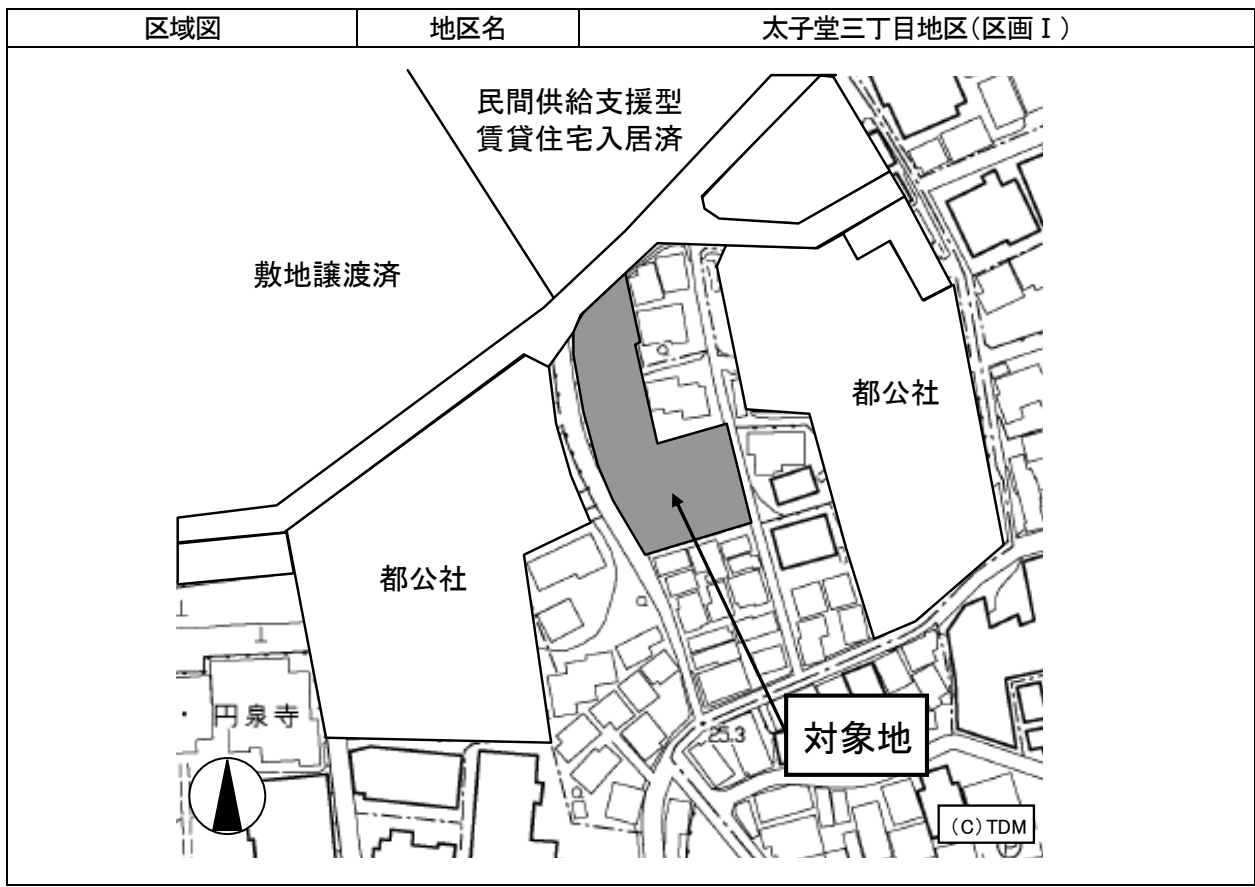 区域図
地区名
太子堂三丁目地区(区画Ⅰ)
民間供給支援型
賃貸住宅入居済
敷地譲渡済
都公社
都公社
円泉寺
25.3
対象地
(C)TDM